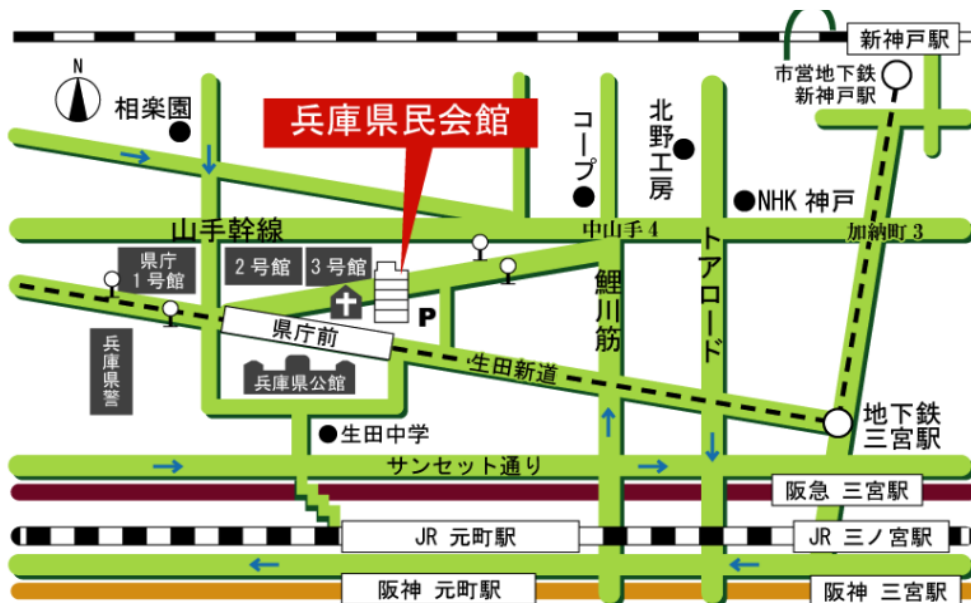 新神戸駅
市営地下鉄
新神戸駅
N
相楽園
兵庫県民会館
コープ
北野工房
NHK 神戸
山手幹線
中山手4
加納町3
県庁
1号館
2号館
3号館
P
トアロード
鯉川筋
県庁前
兵庫県警
兵庫県公館
生田新道
地下鉄
三宮駅
生田中学
サンセット通り
阪急 三宮駅
JR 元町駅
JR 三ノ宮駅
阪神 元町駅
阪神 三宮駅